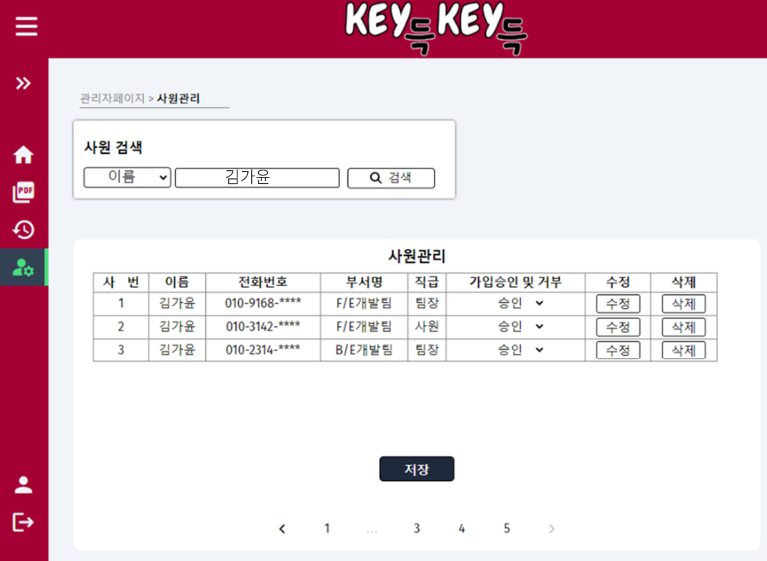 KEY득KEY득
관리자페이지 > 사원관리
사원 검색
이름 김가윤 검색
PDF
사원관리
사 번 이름 전화번호 부서명 직급 가입승인 및 거부 수정 삭제
1 김가윤 010-9168-**** F/E개발팀 팀장 승인 수정 삭제
2 김가윤 010-3142-**** F/E개발팀 사원 승인 수정 삭제
3 김가윤 010-2314-**** B/E개발팀 팀장 승인 수정 삭제
저장
< 1 ... 3 4 5 >